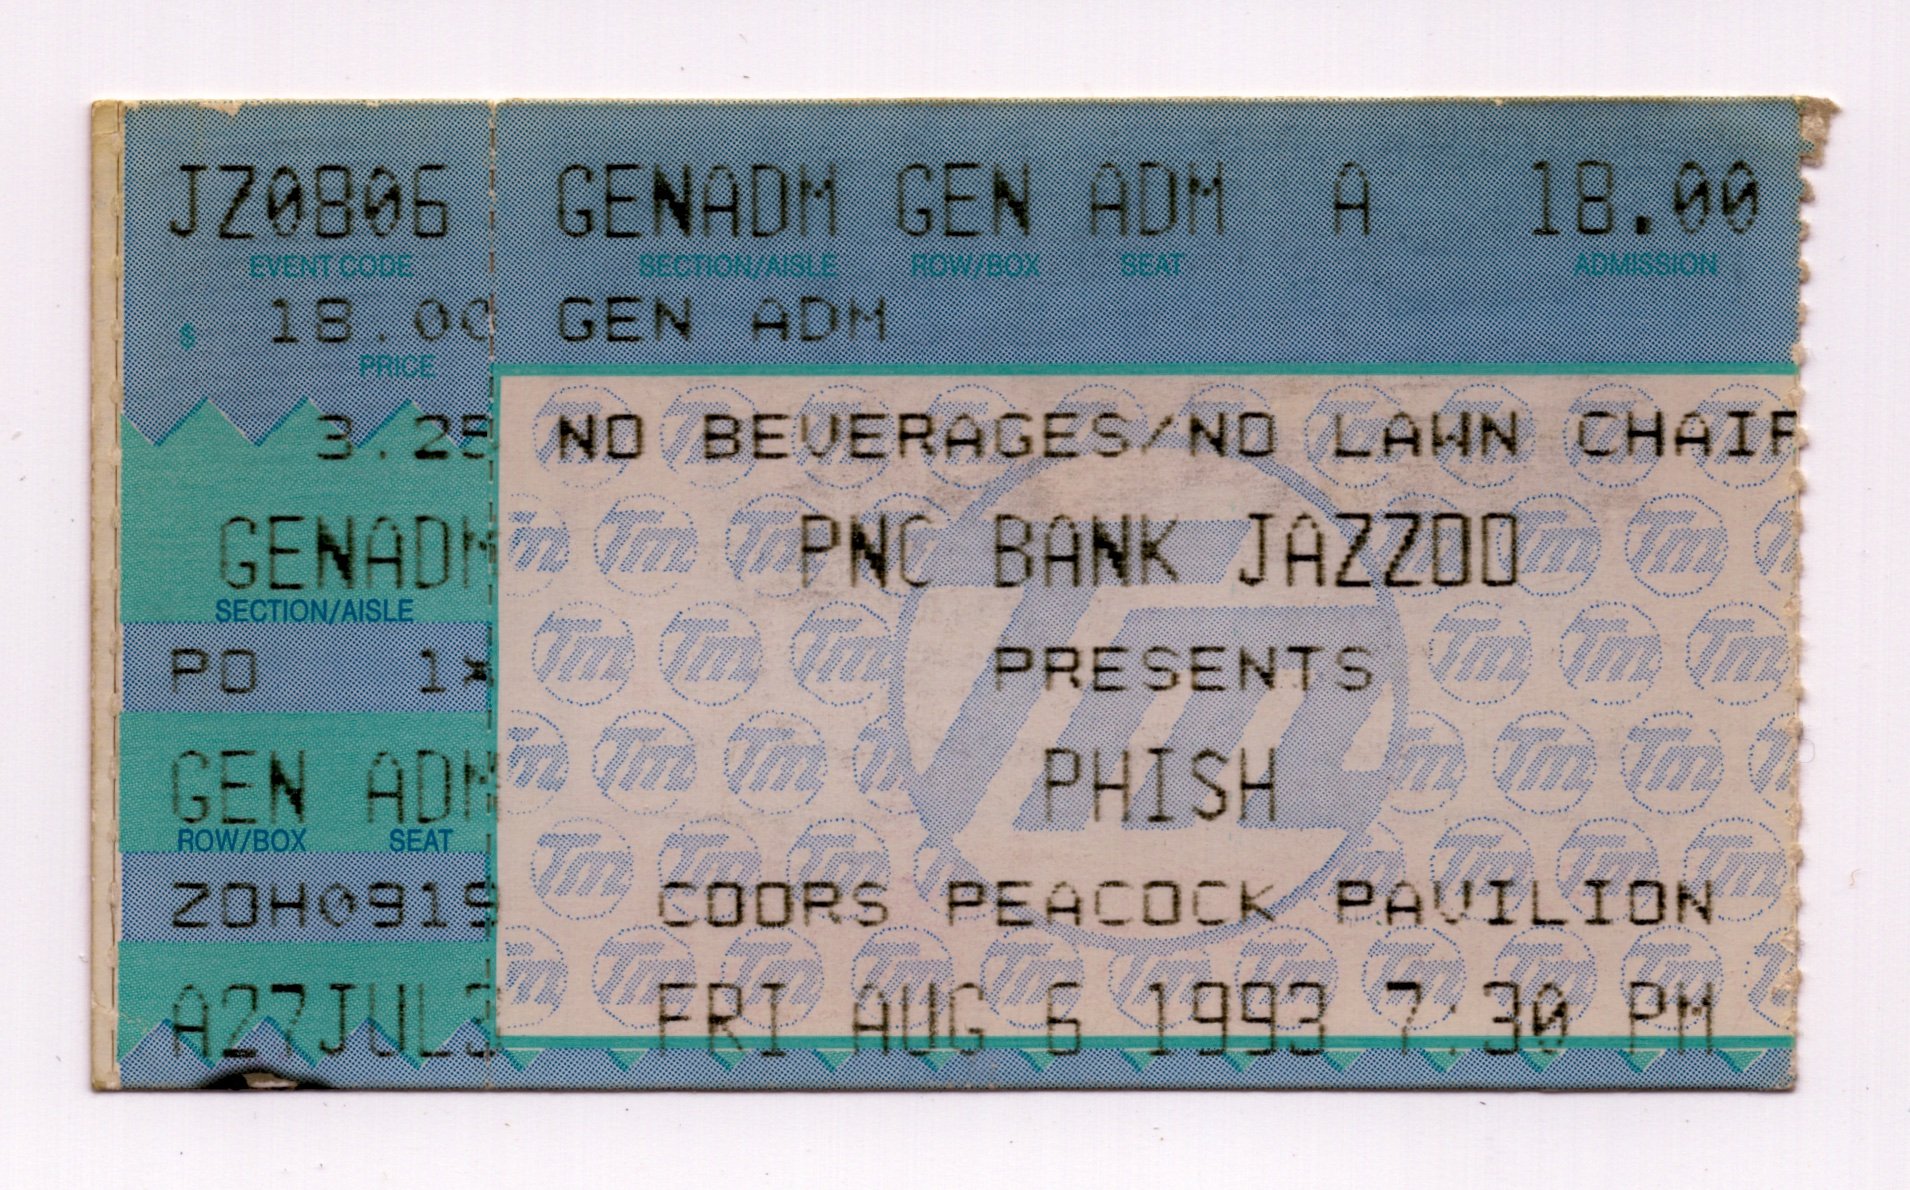 JZ0806
EVENT CODE
$ 18.00
PRICE
3.25
GENADM
SECTION/AISLE
PO 1*
GEN ADM
ROW/BOX SEAT
ZOH0919
A27JUL3
GENADM GEN ADM A 18.00
SECTION/AISLE ROW/BOX SEAT ADMISSION
GEN ADM
NO BEVERAGES/NO LAWN CHAIR
PNC BANK JAZZOO
PRESENTS
PHISH
COORS PEACOCK PAVILION
FRI AUG 6 1993 7:30 PM